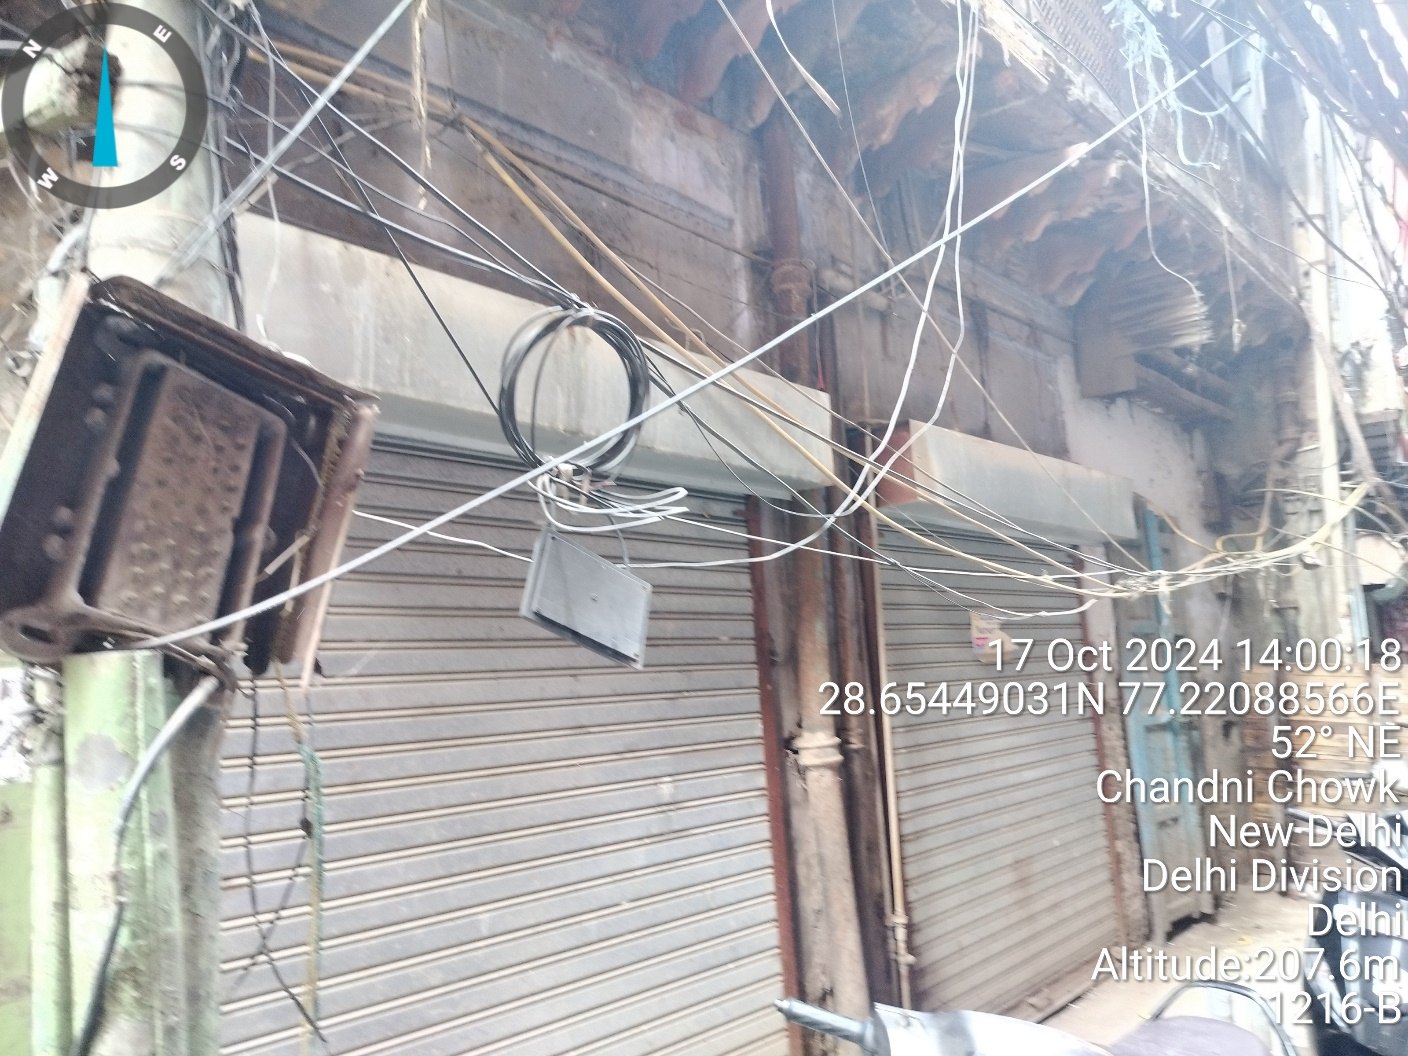 N
E
S
W
17 Oct 2024 14:00:18
28.65449031N 77.22088566E
52° NE
Chandni Chowk
New Delhi
Delhi Division
Delhi
Altitude:207.6m
1216-B